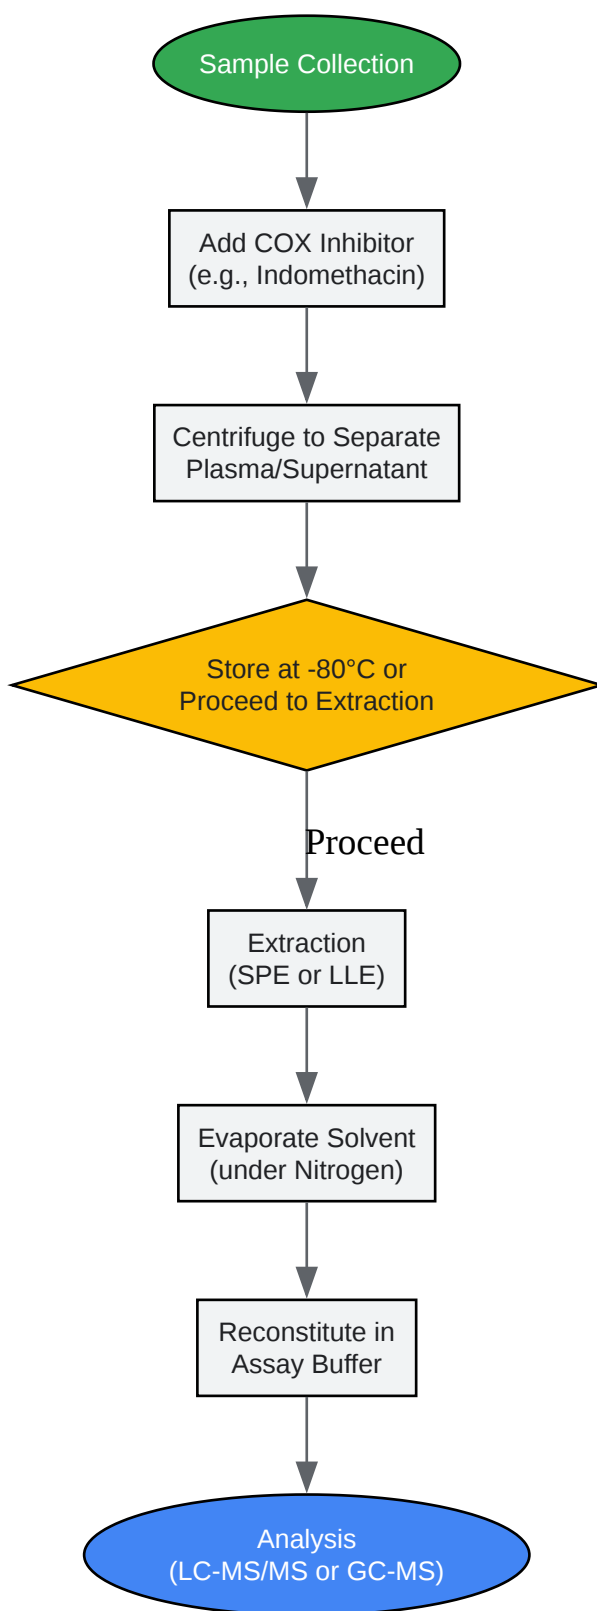 Sample Collection
Add COX Inhibitor
(e.g., Indomethacin)
Centrifuge to Separate
Plasma/Supernatant
Store at -80°C or
Proceed to Extraction
Proceed
Extraction
(SPE or LLE)
Evaporate Solvent
(under Nitrogen)
Reconstitute in
Assay Buffer
Analysis
(LC-MS/MS or GC-MS)